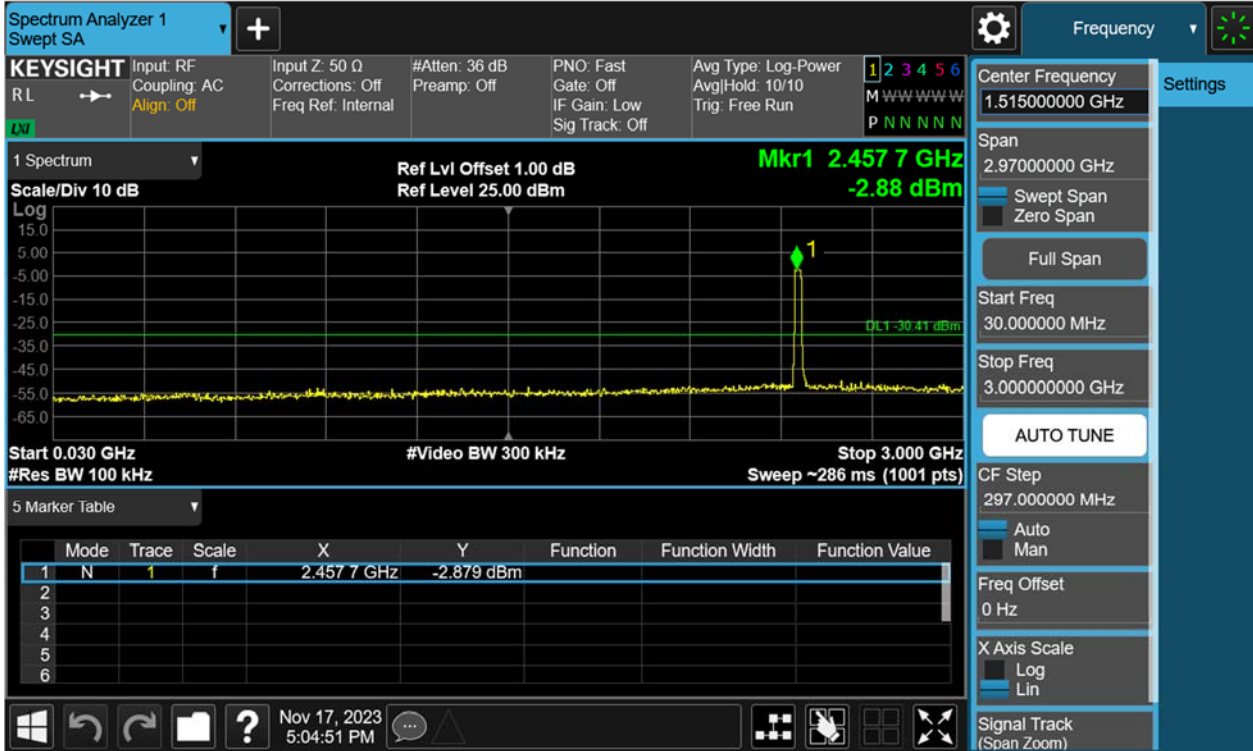 Spectrum Analyzer 1
Swept SA
Frequency
KEYSIGHT
RL
LXI
Input: RF
Coupling: AC
Align: Off
Input Z: 50 Ω
Corrections: Off
Freq Ref: Internal
#Atten: 36 dB
Preamp: Off
PNO: Fast
Gate: Off
IF Gain: Low
Sig Track: Off
Avg Type: Log-Power
Avg|Hold: 10/10
Trig: Free Run
1 2 3 4 5 6
M W W W W W
P N N N N N
1 Spectrum
Scale/Div 10 dB
Ref Lvl Offset 1.00 dB
Ref Level 25.00 dBm
Mkr1 2.457 7 GHz
-2.88 dBm
Log
15.0
5.00
-5.00
-15.0
-25.0
-35.0
-45.0
-55.0
-65.0
1
DL1 -30.41 dBm
Start 0.030 GHz
#Video BW 300 kHz
Stop 3.000 GHz
#Res BW 100 kHz
Sweep ~286 ms (1001 pts)
5 Marker Table
Mode Trace Scale X Y Function Function Width Function Value
1 N 1 f 2.457 7 GHz -2.879 dBm
2
3
4
5
6
?
Nov 17, 2023
5:04:51 PM
Center Frequency
1.515000000 GHz
Settings
Span
2.97000000 GHz
Swept Span
Zero Span
Full Span
Start Freq
30.000000 MHz
Stop Freq
3.000000000 GHz
AUTO TUNE
CF Step
297.000000 MHz
Auto
Man
Freq Offset
0 Hz
X Axis Scale
Log
Lin
Signal Track
(Span Zoom)